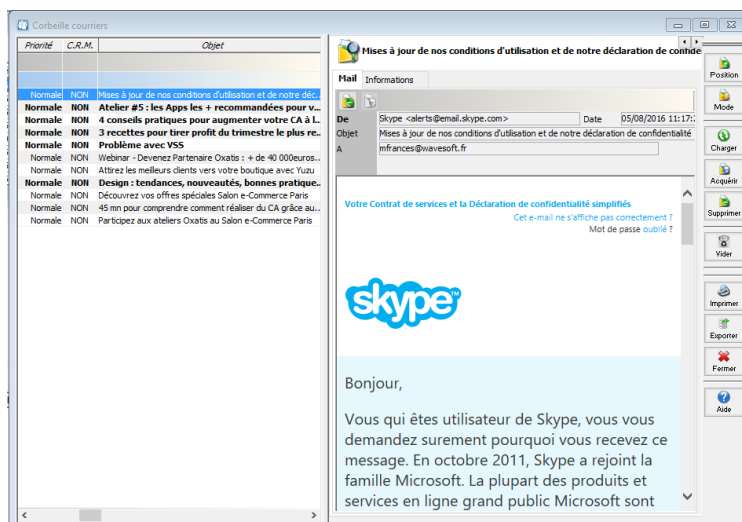 Corbeille courriers
Priorité C.R.M. Objet
Normale NON Mises à jour de nos conditions d'utilisation et de notre déc...
Normale NON Atelier #5 : les Apps les + recommandées pour v...
Normale NON 4 conseils pratiques pour augmenter votre CA à l...
Normale NON 3 recettes pour tirer profit du trimestre le plus re...
Normale NON Problème avec VSS
Normale NON Webinar - Devenez Partenaire Oxatis : + de 40 000euros...
Normale NON Attirez les meilleurs clients vers votre boutique avec Yuzu
Normale NON Design : tendances, nouveautés, bonnes pratique...
Normale NON Découvrez vos offres spéciales Salon e-Commerce Paris
Normale NON 45 mn pour comprendre comment réaliser du CA grâce au...
Normale NON Participez aux ateliers Oxatis au Salon e-Commerce Paris
Mises à jour de nos conditions d'utilisation et de notre déclaration de confide
Mail Informations
De Skype <alerts@email.skype.com> Date 05/08/2016 11:17:
Objet Mises à jour de nos conditions d'utilisation et de notre déclaration de confidentialité
A mfrances@wavesoft.fr
Votre Contrat de services et la Déclaration de confidentialité simplifiés
Cet e-mail ne s'affiche pas correctement ?
Mot de passe oublié ?
skype
Bonjour,
Vous qui êtes utilisateur de Skype, vous vous
demandez surement pourquoi vous recevez ce
message. En octobre 2011, Skype a rejoint la
famille Microsoft. La plupart des produits et
services en ligne grand public Microsoft sont
Position
Mode
Charger
Acquérir
Supprimer
Vider
Imprimer
Exporter
Fermer
Aide